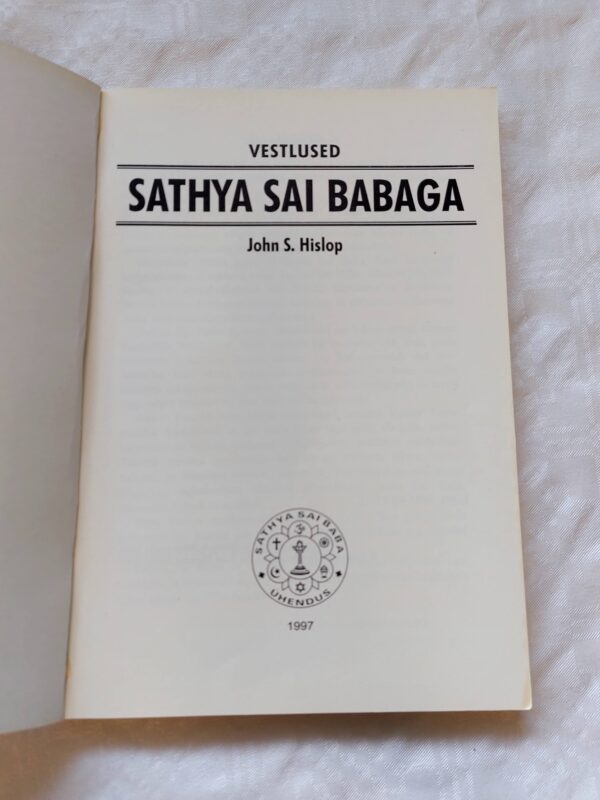 VESTLUSED
SATHYA SAI BABAGA
John S. Hislop
SATHYA SAI BABA
ÜHENDUS
1997